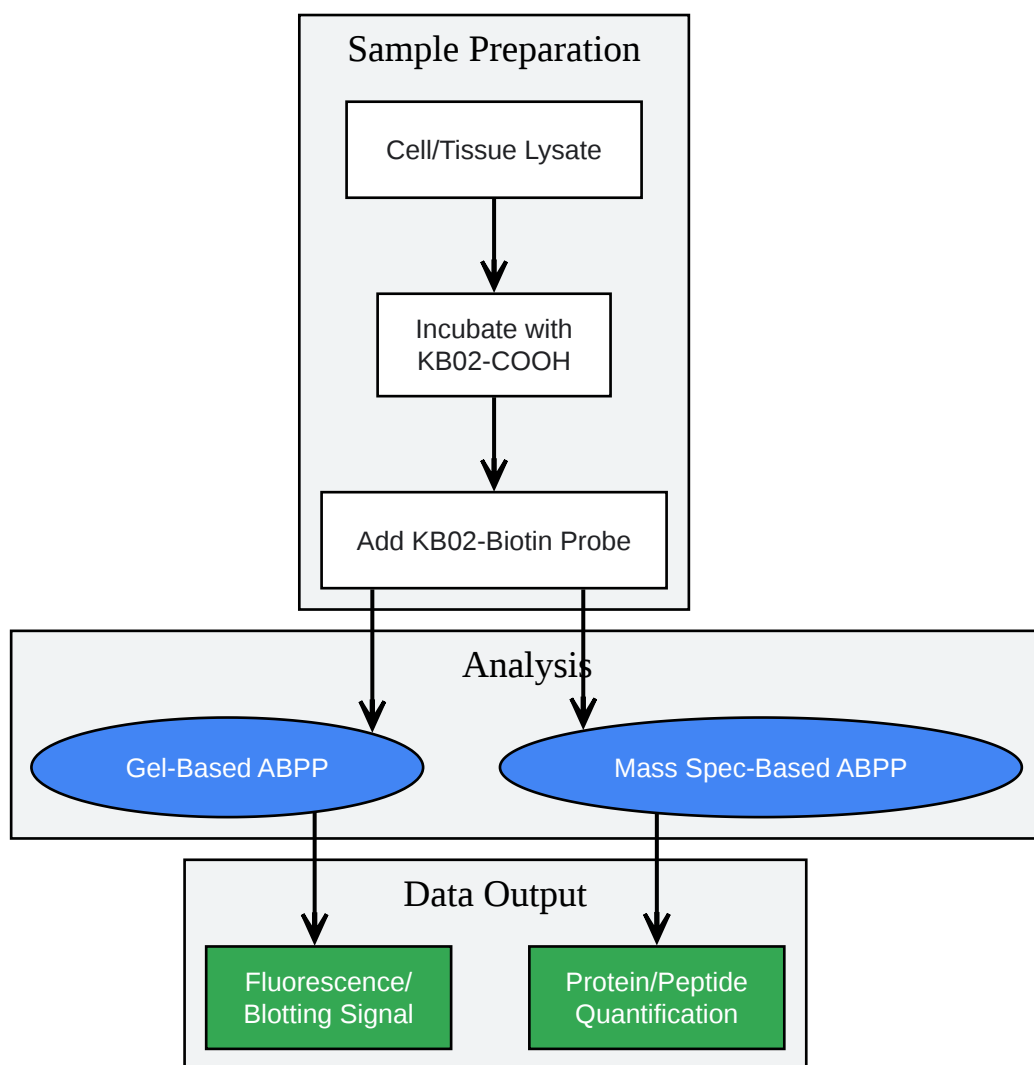 Sample Preparation
Cell/Tissue Lysate
Incubate with
KB02-COOH
Add KB02-Biotin Probe
Analysis
Gel-Based ABPP
Mass Spec-Based ABPP
Data Output
Fluorescence/
Blotting Signal
Protein/Peptide
Quantification